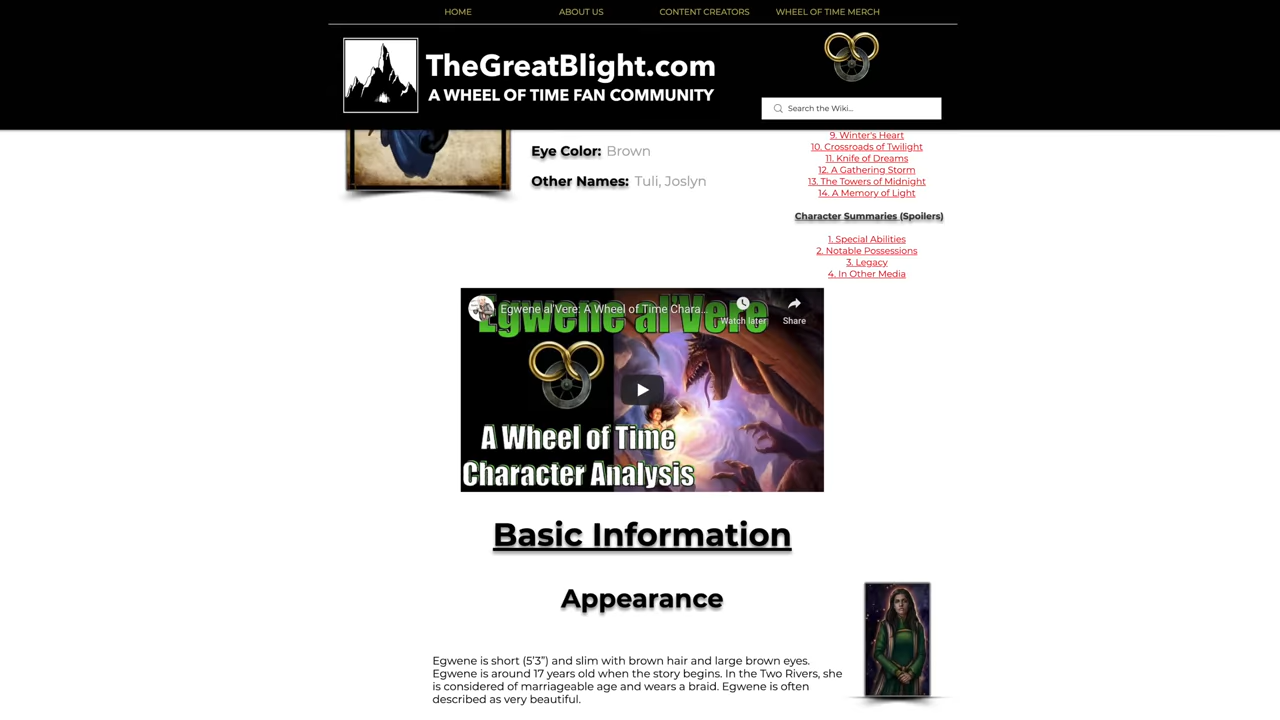 HOME
ABOUT US
CONTENT CREATORS
WHEEL OF TIME MERCH
TheGreatBlight.com
A WHEEL OF TIME FAN COMMUNITY
Search the Wiki...
Eye Color: Brown
Other Names: Tuli, Joslyn
9. Winter's Heart
10. Crossroads of Twilight
11. Knife of Dreams
12. A Gathering Storm
13. The Towers of Midnight
14. A Memory of Light
Character Summaries (Spoilers)
1. Special Abilities
2. Notable Possessions
3. Legacy
4. In Other Media
Egwene al'Vere: A Wheel of Time Chara...
Watch later
Share
Egwene al'Vere
A Wheel of Time
Character Analysis
Basic Information
Appearance
Egwene is short (5’3”) and slim with brown hair and large brown eyes.
Egwene is around 17 years old when the story begins. In the Two Rivers, she
is considered of marriageable age and wears a braid. Egwene is often
described as very beautiful.